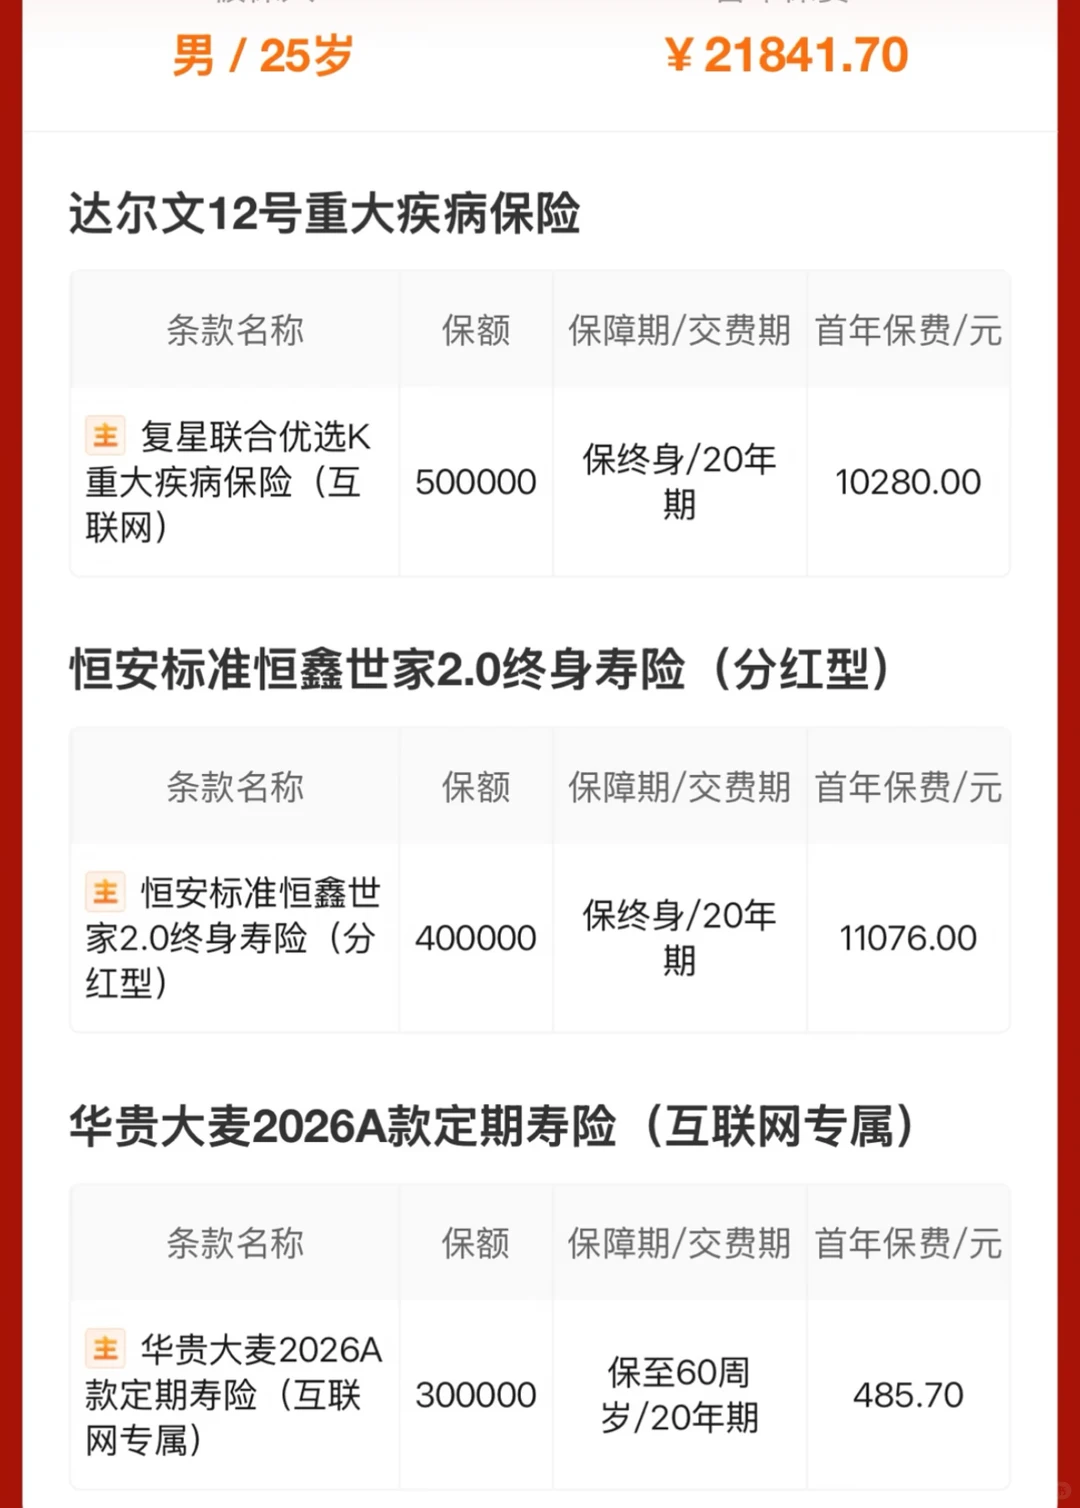 男 / 25岁
¥ 21841.70
达尔文12号重大疾病保险
条款名称 保额 保障期/交费期 首年保费/元
主 复星联合优选K
重大疾病保险（互
联网）
500000
保终身/20年
期
10280.00
恒安标准恒鑫世家2.0终身寿险（分红型）
条款名称 保额 保障期/交费期 首年保费/元
主 恒安标准恒鑫世
家2.0终身寿险（分
红型）
400000
保终身/20年
期
11076.00
华贵大麦2026A款定期寿险（互联网专属）
条款名称 保额 保障期/交费期 首年保费/元
主 华贵大麦2026A
款定期寿险（互联
网专属）
300000
保至60周
岁/20年期
485.70